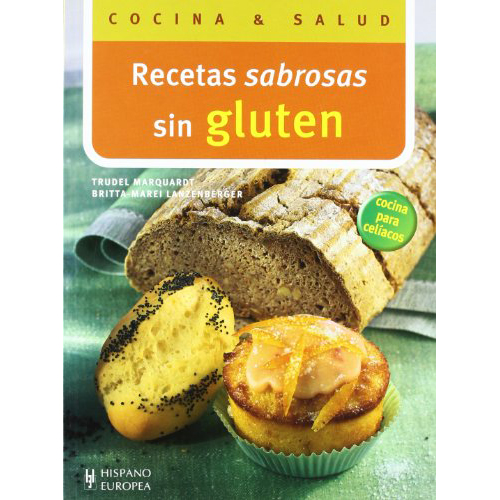 COCINA & SALUD
Recetas sabrosas
sin gluten
TRUDEL MARQUARDT
BRITTA-MAREI LANZENBERGER
cocina
para
celíacos
HISPANO
EUROPEA